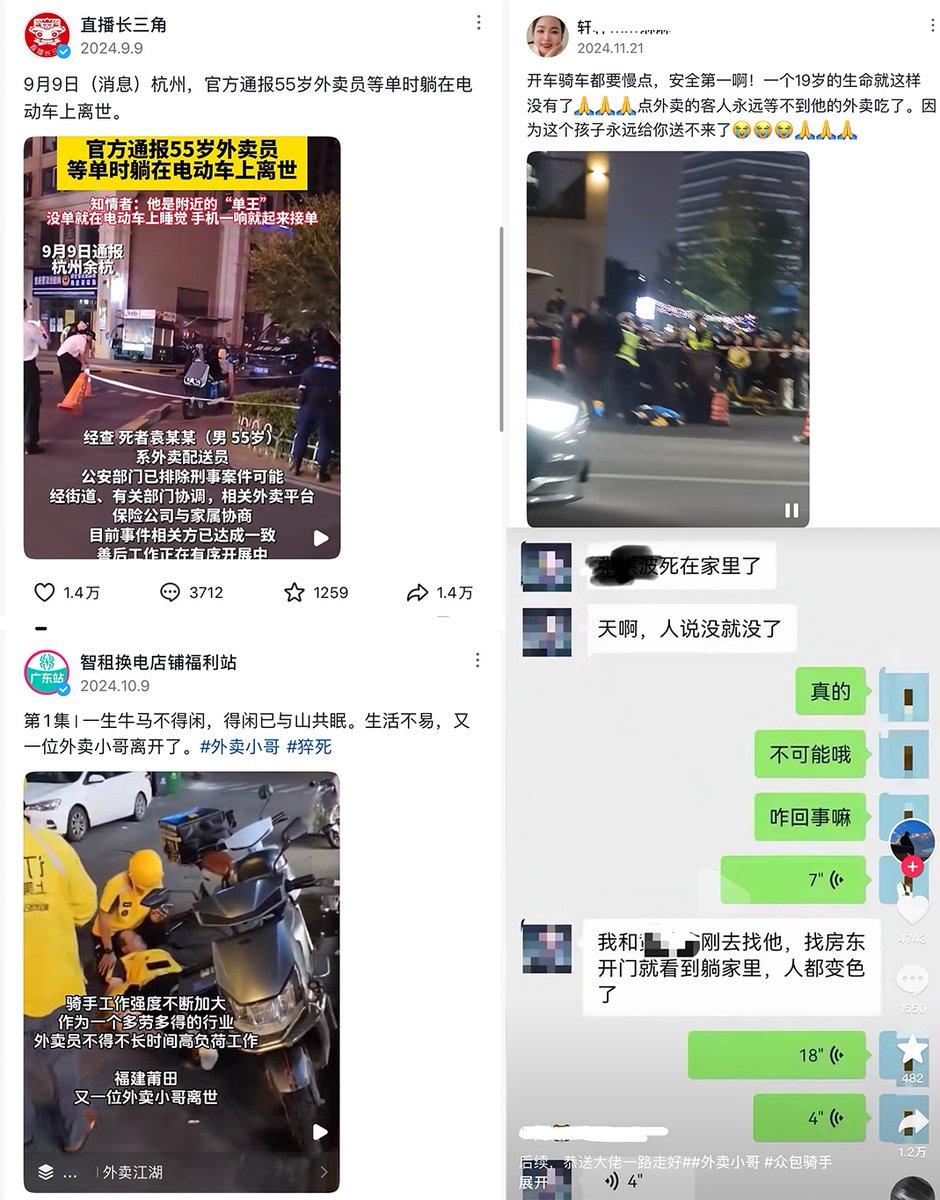 直播长三角
2024.9.9
9月9日（消息）杭州，官方通报55岁外卖员等单时躺在电
动车上离世。
官方通报55岁外卖员
等单时躺在电动车上离世
知情者：他是附近的“单王”
没单就在电动车上睡觉 手机一响就起来接单
9月9日通报
杭州余杭
经查 死者袁某某（男 55岁）
系外卖配送员
公安部门已排除刑事案件可能
经街道、有关部门协调，相关外卖平台
保险公司与家属协商
目前事件相关方已达成一致
善后工作正在有序开展中
1.4万
3712
1259
1.4万
广东站
智租换电店铺福利站
2024.10.9
第1集 | 一生牛马不得闲，得闲已与山共眠。生活不易，又
一位外卖小哥离开了。#外卖小哥 #猝死
骑手工作强度不断加大
作为一个多劳多得的行业
外卖员不得不长时间高负荷工作
福建莆田
又一位外卖小哥离世
... | 外卖江湖
轩
2024.11.21
开车骑车都要慢点，安全第一啊！一个19岁的生命就这样
没有了🙏🙏🙏点外卖的客人永远等不到他的外卖吃了。因
为这个孩子永远给你送不来了😭😭😭🙏🙏🙏
波死在家里了
天啊，人说没就没了
真的
不可能哦
咋回事嘛
7"
我和刚去找他，找房东
开门就看到躺家里，人都变色
了
18"
4"
4743
1550
482
1.2万
后续，恭送大佬一路走好##外卖小哥 #众包骑手
展开
4"